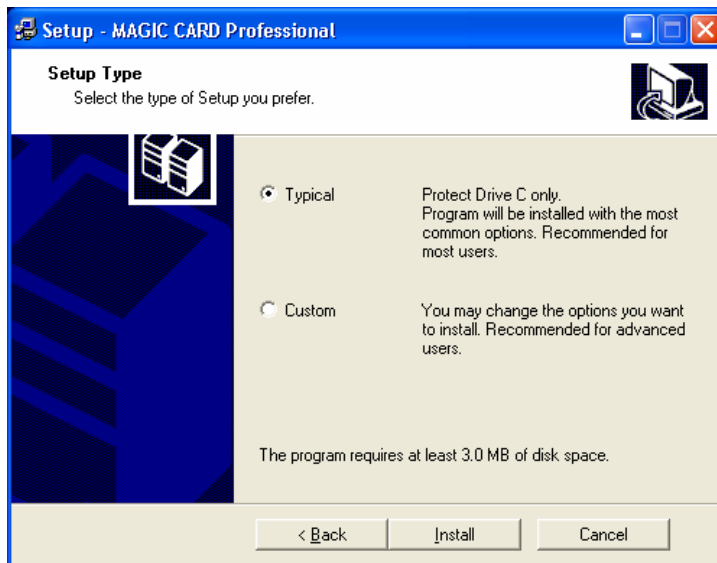 Setup - MAGIC CARD Professional
Setup Type
Select the type of Setup you prefer.
Typical
Protect Drive C only.
Program will be installed with the most
common options. Recommended for
most users.
Custom
You may change the options you want
to install. Recommended for advanced
users.
The program requires at least 3.0 MB of disk space.
< Back
Install
Cancel